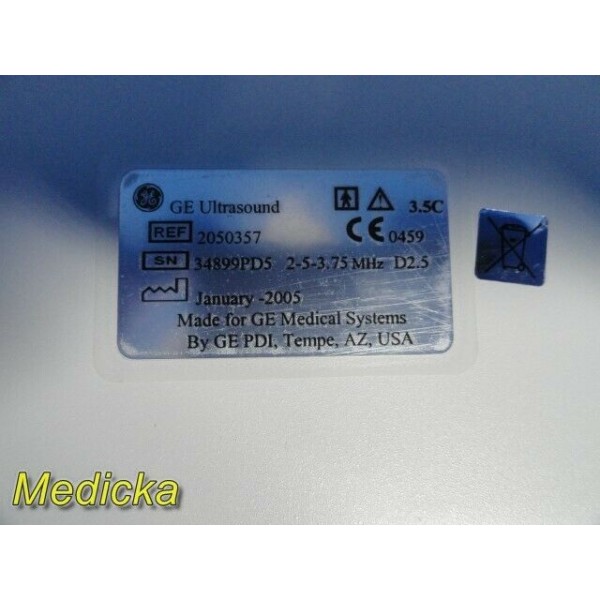 GE Ultrasound 3.5C
REF 2050357 CE 0459
SN 34899PD5 2-5-3.75 MHz D2.5
January -2005
Made for GE Medical Systems
By GE PDI, Tempe, AZ, USA
Medicka